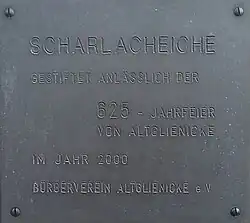 SCHARLACHEICHE
GESTIFTET ANLÄSSLICH DER
625 - JAHRFEIER
VON ALTGLIENICKE
IM JAHR 2000
BÜRGERVEREIN ALTGLIENICKE e.V.